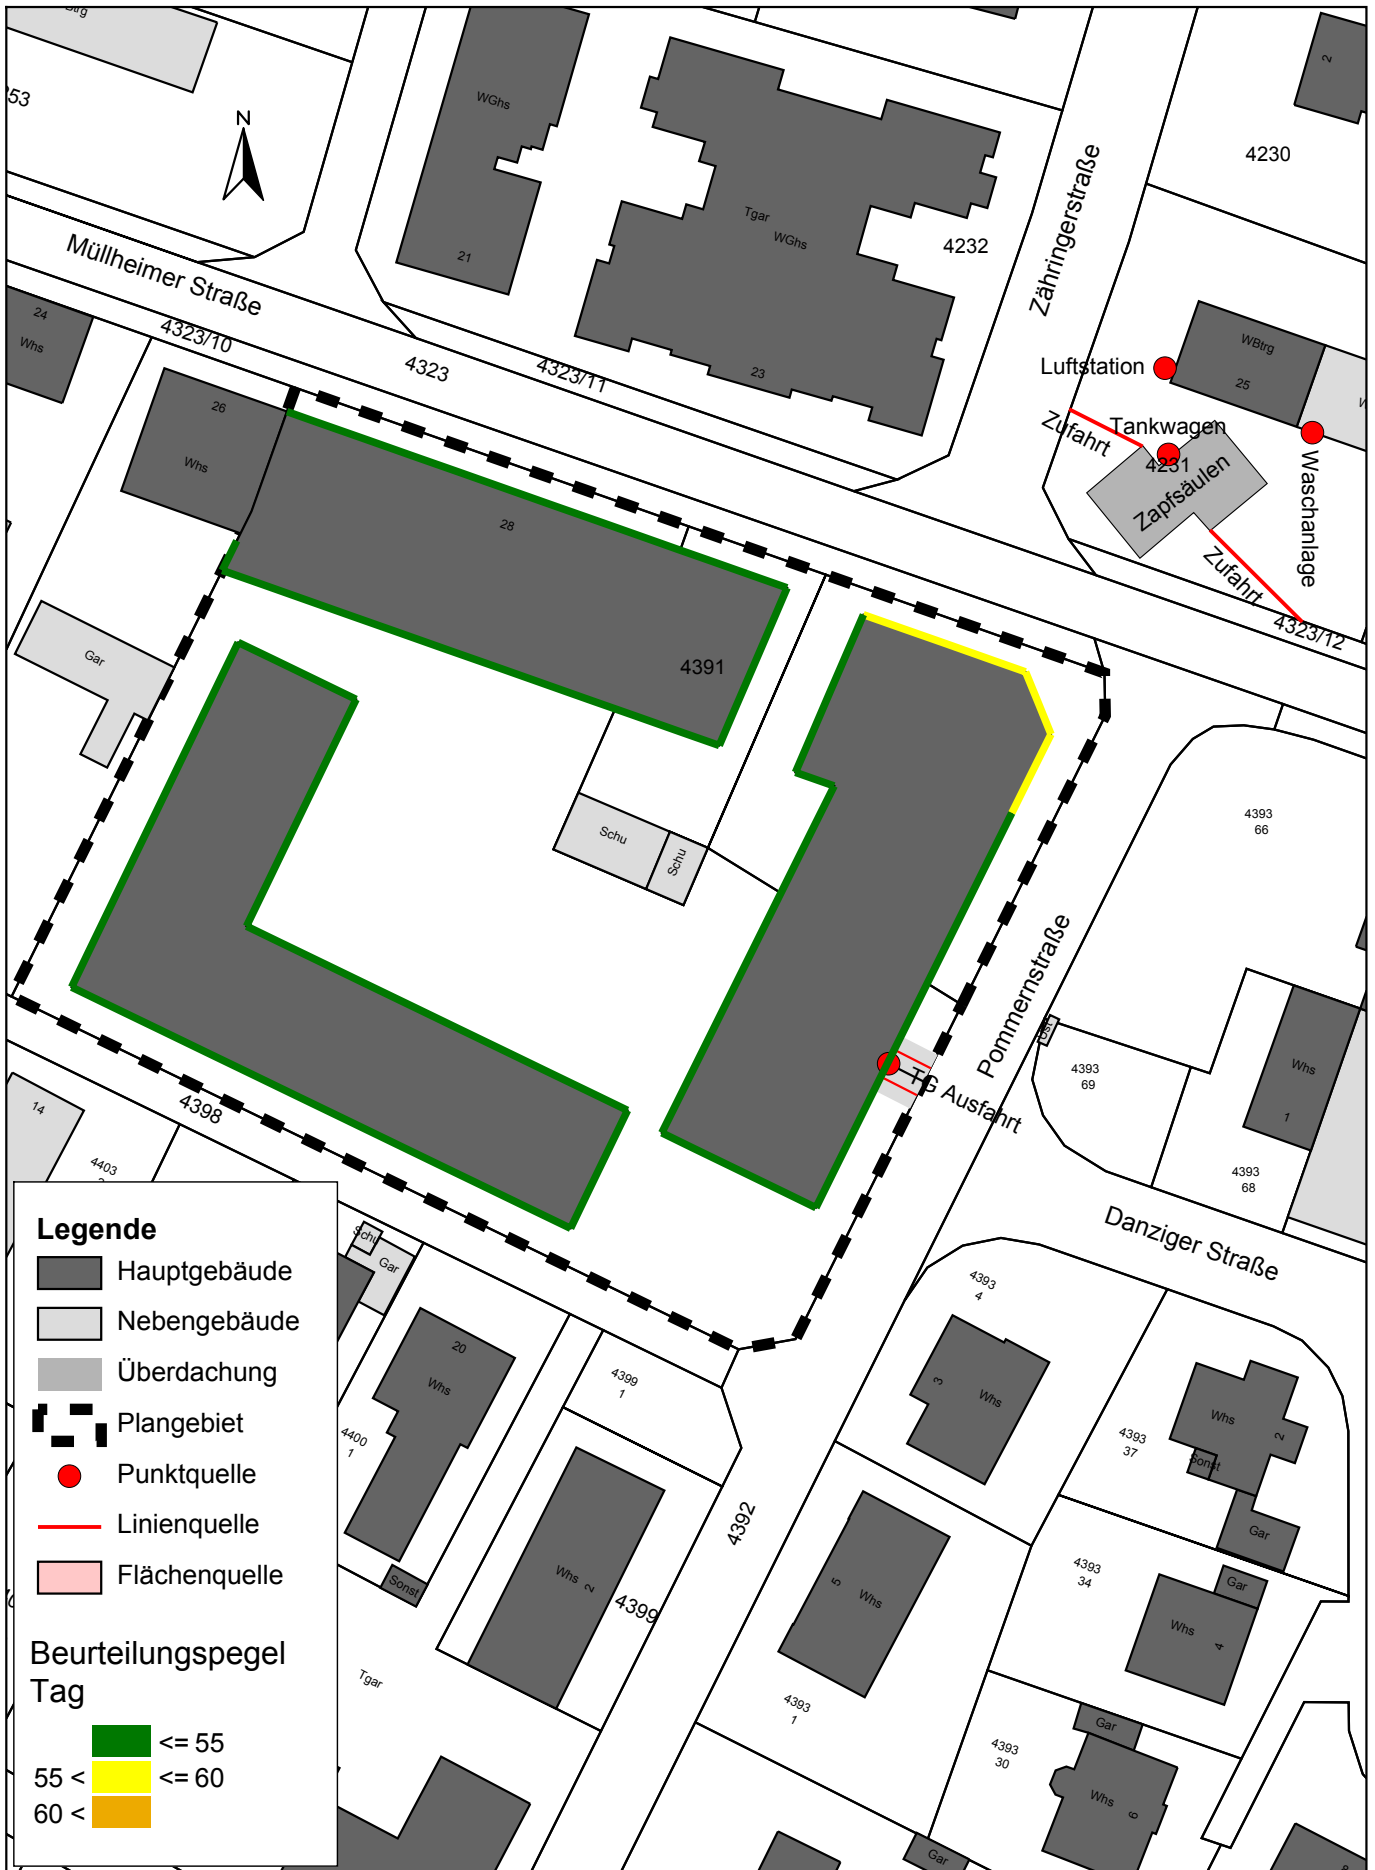 Btrg
253
N
WGhs
21
Müllheimer Straße
24
Whs
4323/10
4323
4323/11
4323/12
Tgar
WGhs
23
4232
Zähringerstraße
2
4230
WBtrg
25
Luftstation
Zufahrt
Tankwagen
4231
Zapfsäulen
Zufahrt
Waschanlage
26
Whs
28
Gar
4391
Schu
Schu
4393
66
Pommernstraße
TG Ausfahrt
4393
69
Whs
1
4393
68
Danziger Straße
14
4398
4403
Schu
Gar
20
Whs
4400
1
Sonst
4399
1
Whs 2
4399
Tgar
4392
4393
4
3
Whs
4393
37
Whs
2
Sonst
Gar
5
Whs
4393
34
Gar
Whs
4
4393
1
4393
30
Gar
Whs
6
Gar
Legende
Hauptgebäude
Nebengebäude
Überdachung
Plangebiet
Punktquelle
Linienquelle
Flächenquelle
Beurteilungspegel
Tag
<= 55
55 < <= 60
60 <